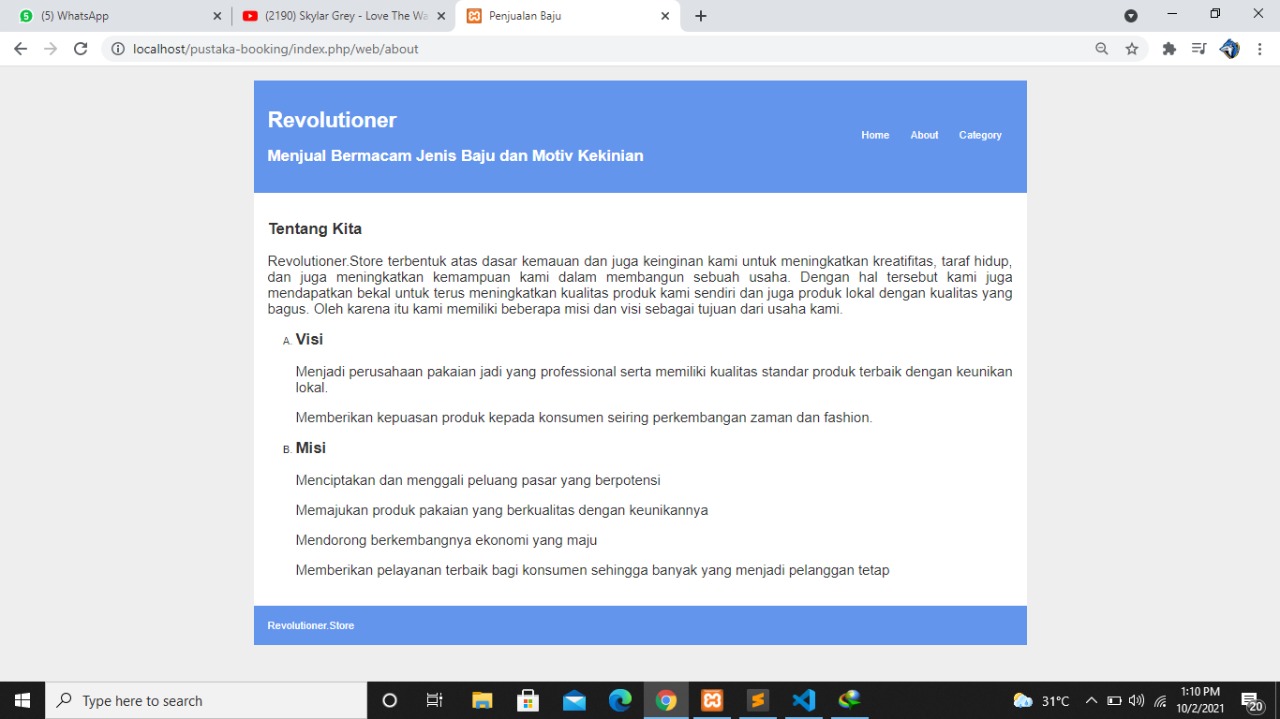 (5) WhatsApp
(2190) Skylar Grey - Love The Wa
Penjualan Baju
localhost/pustaka-booking/index.php/web/about
Revolutioner
Home About Category
Menjual Bermacam Jenis Baju dan Motiv Kekinian
Tentang Kita
Revolutioner.Store terbentuk atas dasar kemauan dan juga keinginan kami untuk meningkatkan kreatifitas, taraf hidup,
dan juga meningkatkan kemampuan kami dalam membangun sebuah usaha. Dengan hal tersebut kami juga
mendapatkan bekal untuk terus meningkatkan kualitas produk kami sendiri dan juga produk lokal dengan kualitas yang
bagus. Oleh karena itu kami memiliki beberapa misi dan visi sebagai tujuan dari usaha kami.
A. Visi
Menjadi perusahaan pakaian jadi yang professional serta memiliki kualitas standar produk terbaik dengan keunikan
lokal.
Memberikan kepuasan produk kepada konsumen seiring perkembangan zaman dan fashion.
B. Misi
Menciptakan dan menggali peluang pasar yang berpotensi
Memajukan produk pakaian yang berkualitas dengan keunikannya
Mendorong berkembangnya ekonomi yang maju
Memberikan pelayanan terbaik bagi konsumen sehingga banyak yang menjadi pelanggan tetap
Revolutioner.Store
Type here to search
31°C
1:10 PM
10/2/2021
20